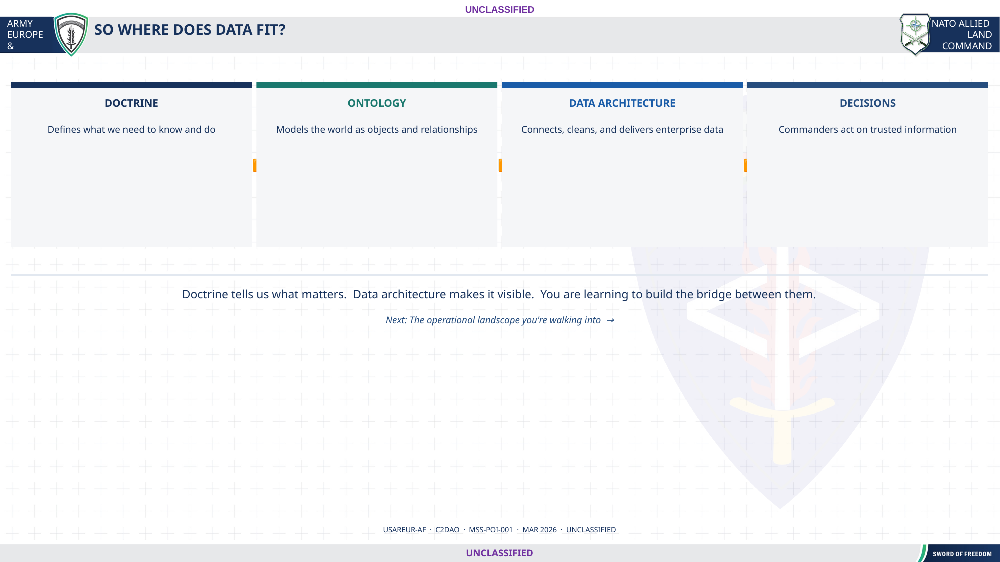 UNCLASSIFIED
ARMY
EUROPE
&
SO WHERE DOES DATA FIT?
NATO ALLIED
LAND
COMMAND
DOCTRINE
Defines what we need to know and do
ONTOLOGY
Models the world as objects and relationships
DATA ARCHITECTURE
Connects, cleans, and delivers enterprise data
DECISIONS
Commanders act on trusted information
Doctrine tells us what matters.  Data architecture makes it visible.  You are learning to build the bridge between them.
Next: The operational landscape you're walking into →
USAREUR-AF · C2DAO · MSS-POI-001 · MAR 2026 · UNCLASSIFIED
UNCLASSIFIED
SWORD OF FREEDOM